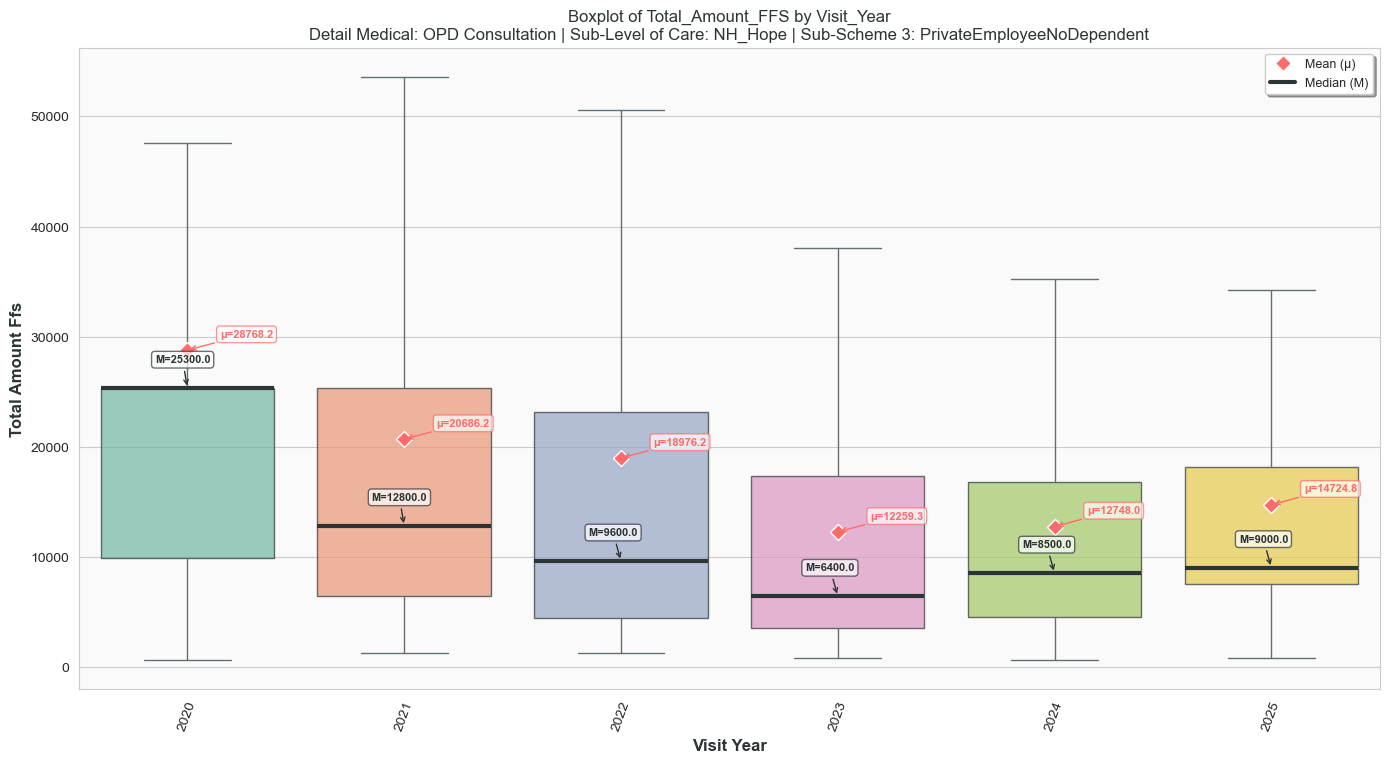 Boxplot of Total_Amount_FFS by Visit_Year
Detail Medical: OPD Consultation | Sub-Level of Care: NH_Hope | Sub-Scheme 3: PrivateEmployeeNoDependent
Mean (μ)
Median (M)
Total Amount Ffs
50000
40000
30000
20000
10000
0
μ=28768.2
M=25300.0
μ=20686.2
M=12800.0
μ=18976.2
M=9600.0
μ=12259.3
M=6400.0
μ=12748.0
M=8500.0
μ=14724.8
M=9000.0
2020
2021
2022
2023
2024
2025
Visit Year